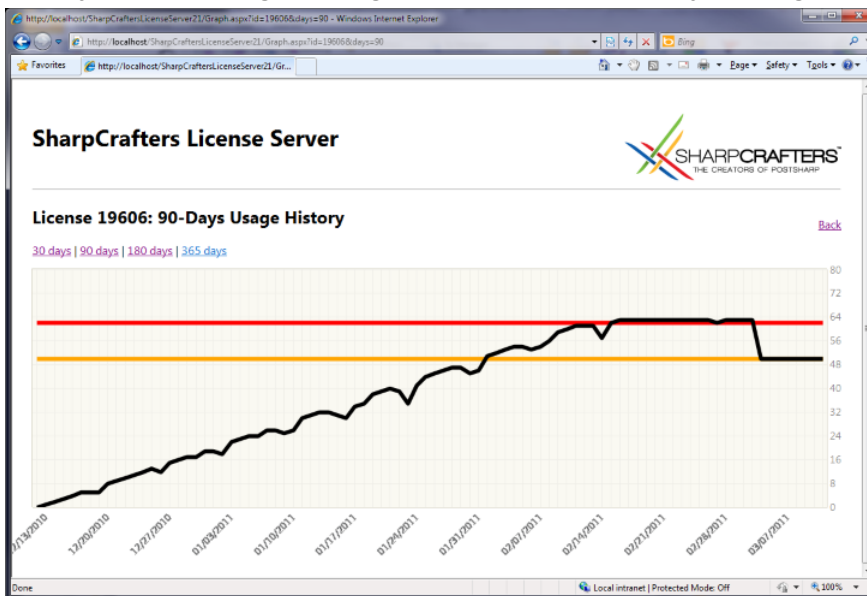 http://localhost/SharpCraftersLicenseServer21/Graph.aspx?id=19606&days=90 - Windows Internet Explorer
http://localhost/SharpCraftersLicenseServer21/Graph.aspx?id=19606&days=90
Bing
Favorites
http://localhost/SharpCraftersLicenseServer21/Gr...
Page
Safety
Tools
SharpCrafters License Server
SHARPCRAFTERS™
THE CREATORS OF POSTSHARP
License 19606: 90-Days Usage History
Back
30 days | 90 days | 180 days | 365 days
80
72
64
56
48
40
32
24
16
8
0
12/20/2010
12/27/2010
01/03/2011
01/10/2011
01/17/2011
01/24/2011
01/31/2011
02/07/2011
02/14/2011
02/21/2011
02/28/2011
03/07/2011
Done
Local intranet | Protected Mode: Off
100%